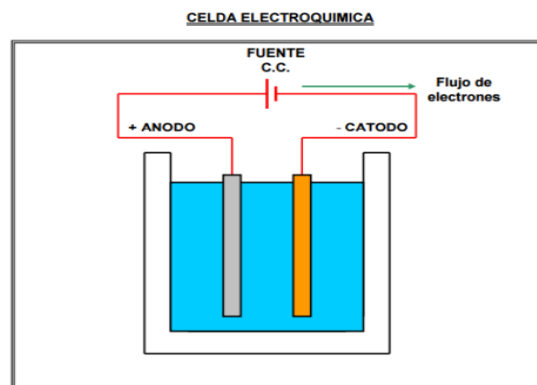 CELDA ELECTROQUIMICA
FUENTE
C.C.
Flujo de
electrones
+ ANODO
- CATODO